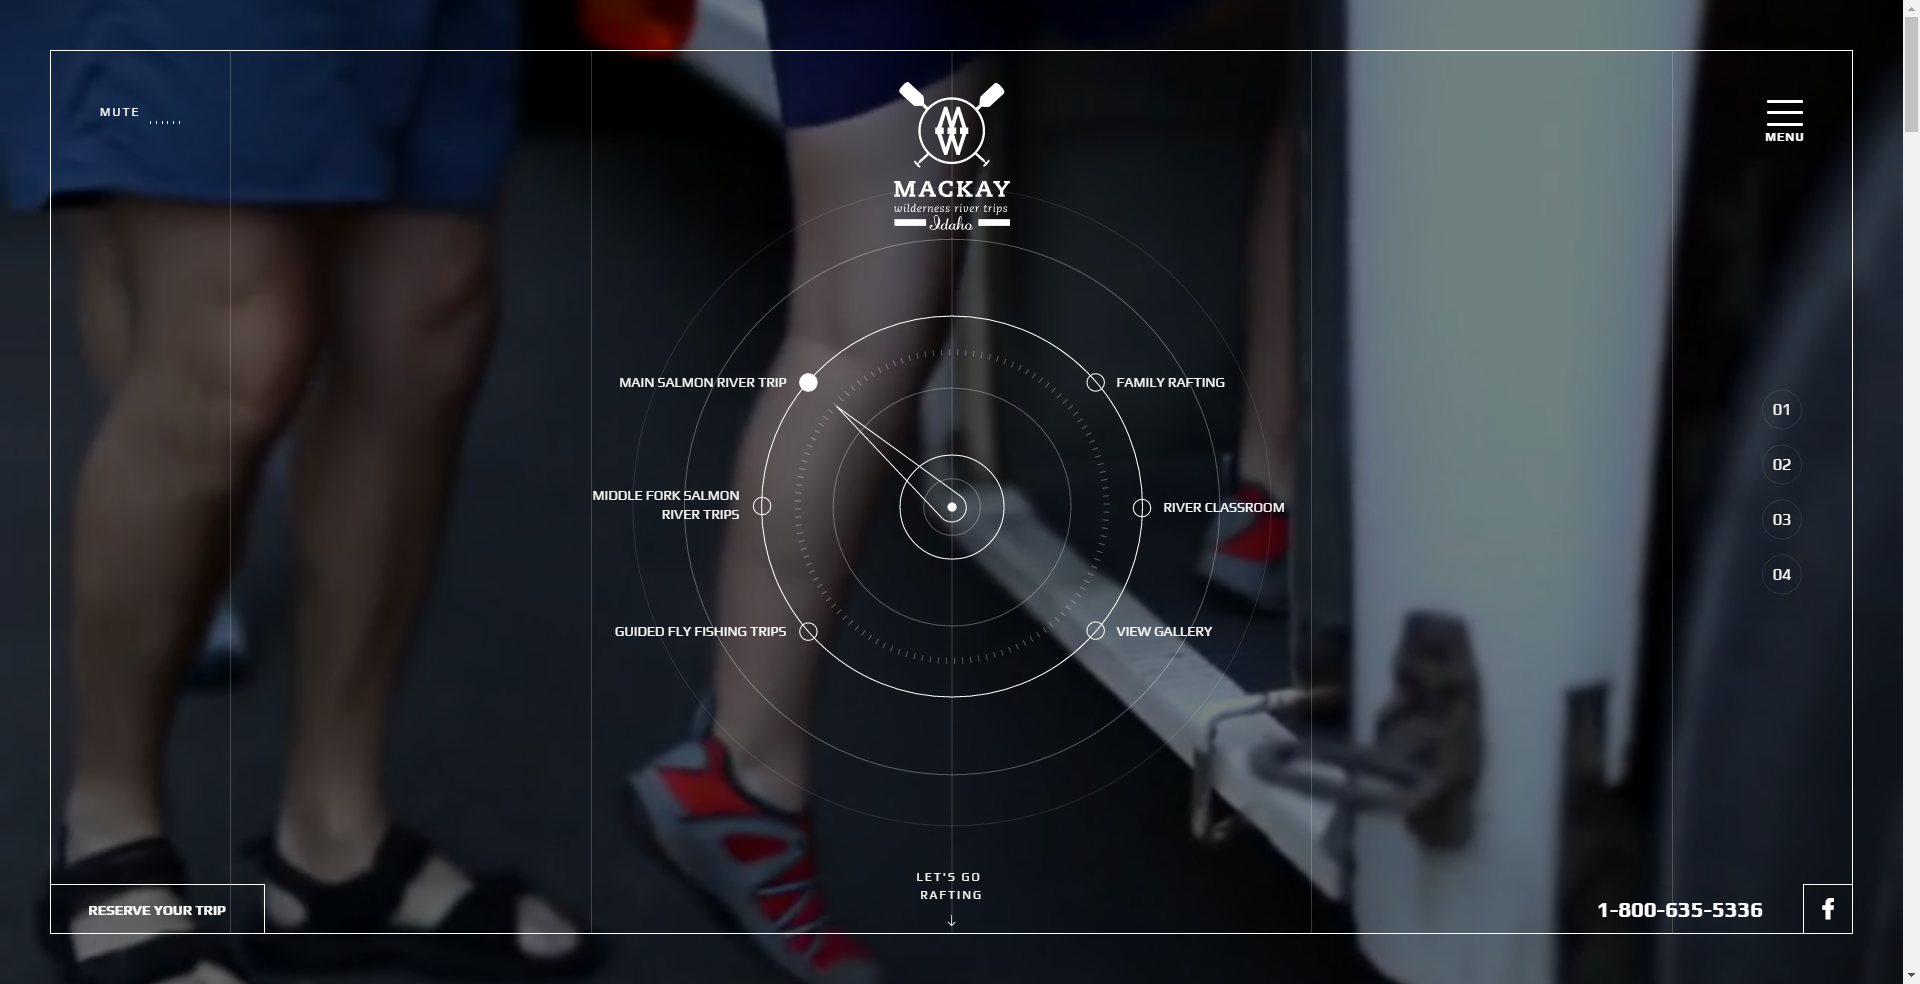 MUTE
MACKAY
wilderness river trips
Idaho
MENU
MAIN SALMON RIVER TRIP
FAMILY RAFTING
MIDDLE FORK SALMON
RIVER TRIPS
RIVER CLASSROOM
GUIDED FLY FISHING TRIPS
VIEW GALLERY
01
02
03
04
LET'S GO
RAFTING
RESERVE YOUR TRIP
1-800-635-5336